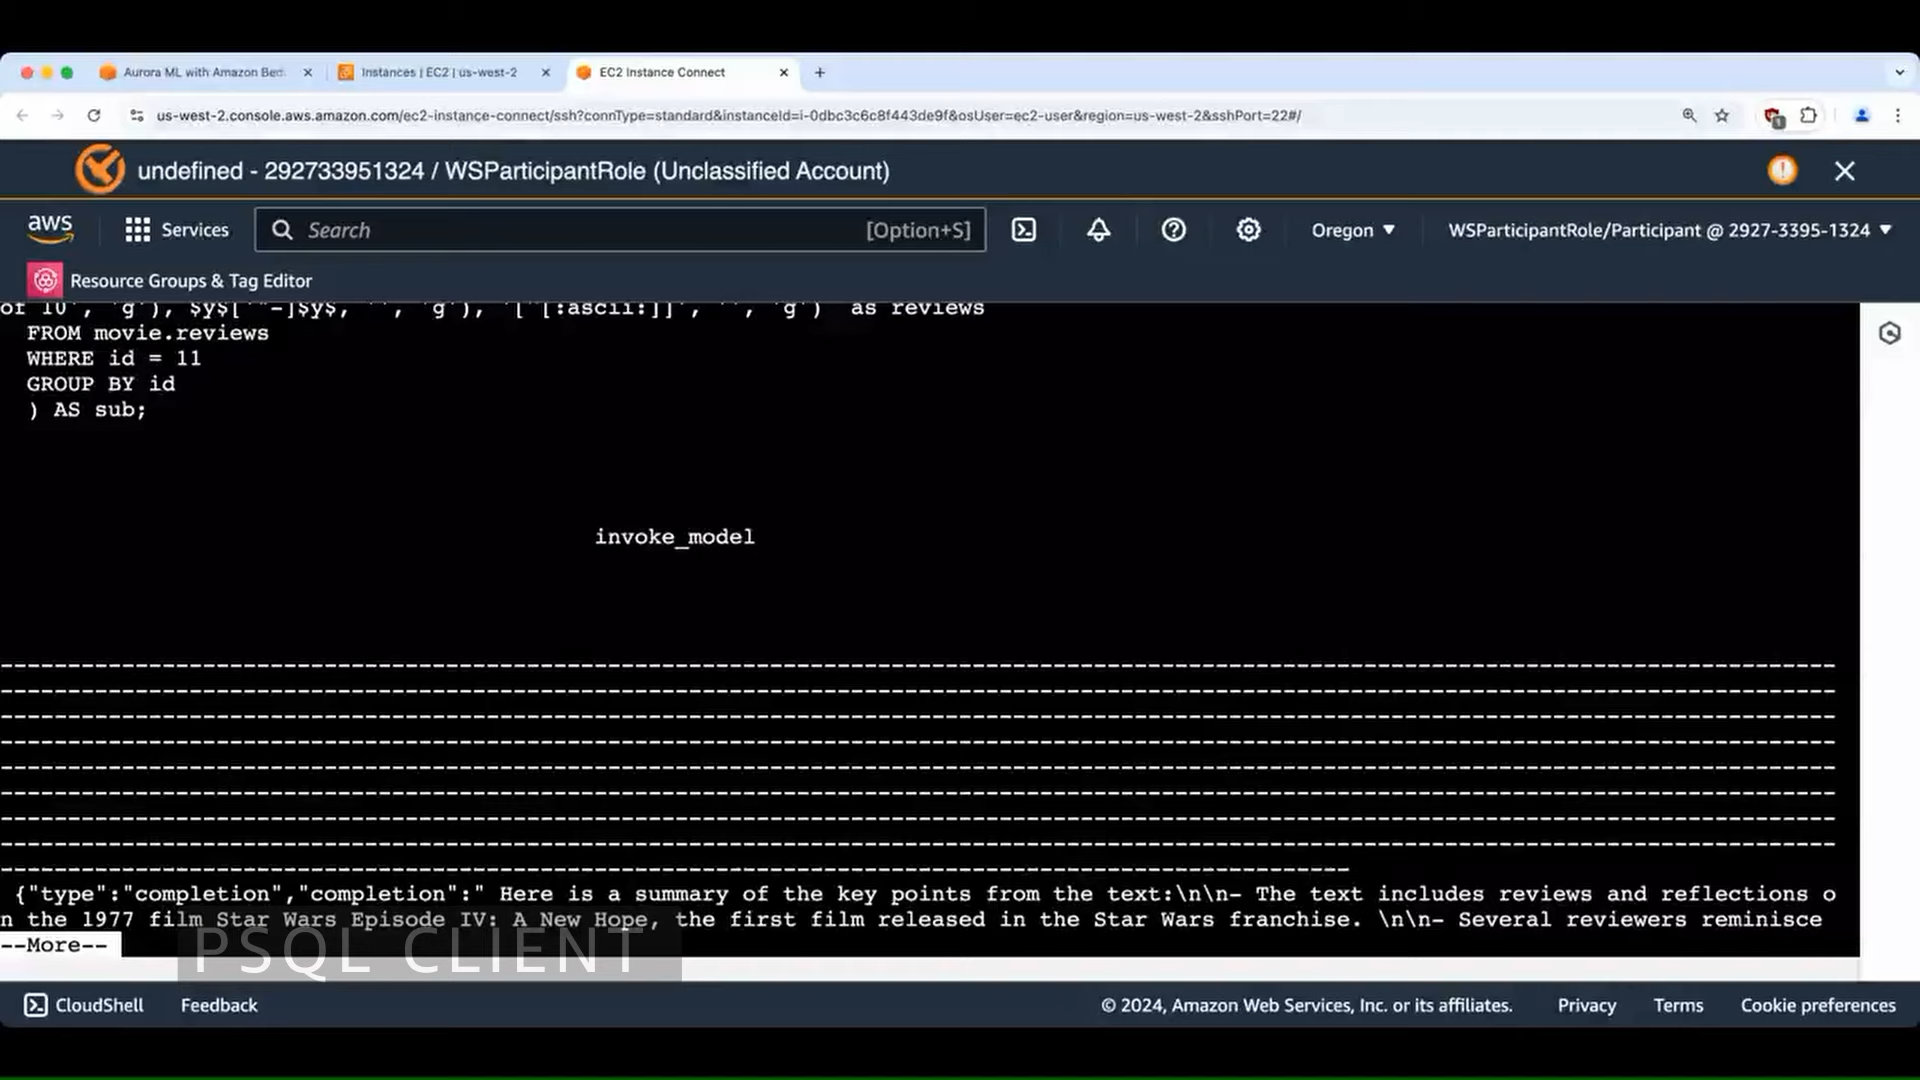 Aurora ML with Amazon Bed
Instances | EC2 | us-west-2
EC2 Instance Connect
us-west-2.console.aws.amazon.com/ec2-instance-connect/ssh?connType=standard&instanceId=i-0dbc3c6c8f443de9f&osUser=ec2-user&region=us-west-2&sshPort=22#/
undefined - 292733951324 / WSParticipantRole (Unclassified Account)
aws
Services
Search
[Option+S]
Oregon
WSParticipantRole/Participant @ 2927-3395-1324
Resource Groups & Tag Editor
of 10', 'g'), $y$["'-]$y$, '', 'g'), '[^[:ascii:]]', '', 'g')  as reviews
FROM movie.reviews
WHERE id = 11
GROUP BY id
) AS sub;
invoke_model
----------------------------------------------------------------------------------------------------------------------------------------
----------------------------------------------------------------------------------------------------------------------------------------
----------------------------------------------------------------------------------------------------------------------------------------
----------------------------------------------------------------------------------------------------------------------------------------
----------------------------------------------------------------------------------------------------------------------------------------
----------------------------------------------------------------------------------------------------------------------------------------
----------------------------------------------------------------------------------------------------------------------------------------
----------------------------------------------------------------------------------------------------------------------------------------
----------------------------------------------------------------------------------------------------
{"type":"completion","completion":" Here is a summary of the key points from the text:\n\n- The text includes reviews and reflections o
n the 1977 film Star Wars Episode IV: A New Hope, the first film released in the Star Wars franchise. \n\n- Several reviewers reminisce
--More--
PSQL CLIENT
CloudShell
Feedback
© 2024, Amazon Web Services, Inc. or its affiliates.
Privacy
Terms
Cookie preferences